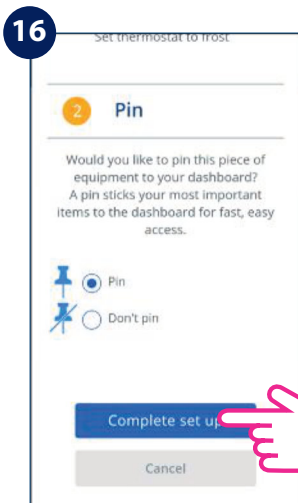 16
Set thermostat to frost
2 Pin
Would you like to pin this piece of
equipment to your dashboard?
A pin sticks your most important
items to the dashboard for fast, easy
access.
Pin
Don't pin
Complete set up
Cancel